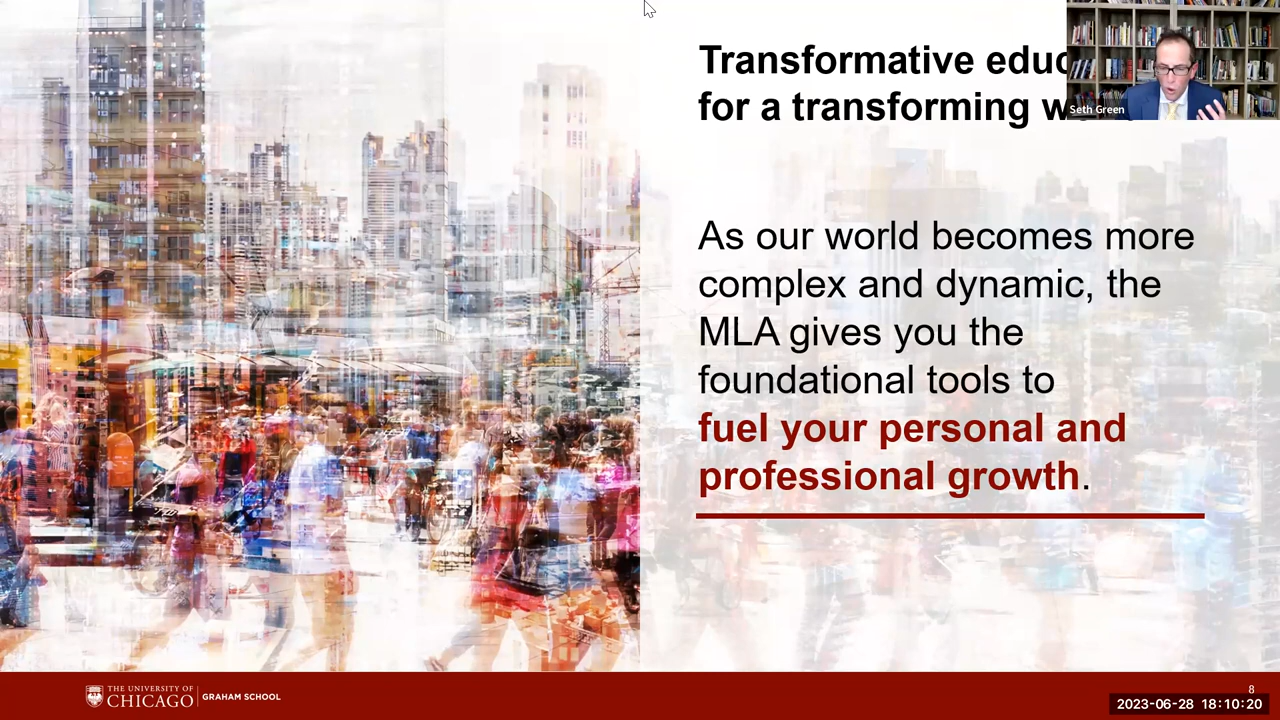 Transformative
for a transforming
Seth Green
As our world becomes more
complex and dynamic, the
MLA gives you the
foundational tools to
fuel your personal and
professional growth.
THE UNIVERSITY OF
CHICAGO
GRAHAM SCHOOL
8
2023-06-28 18:10:20